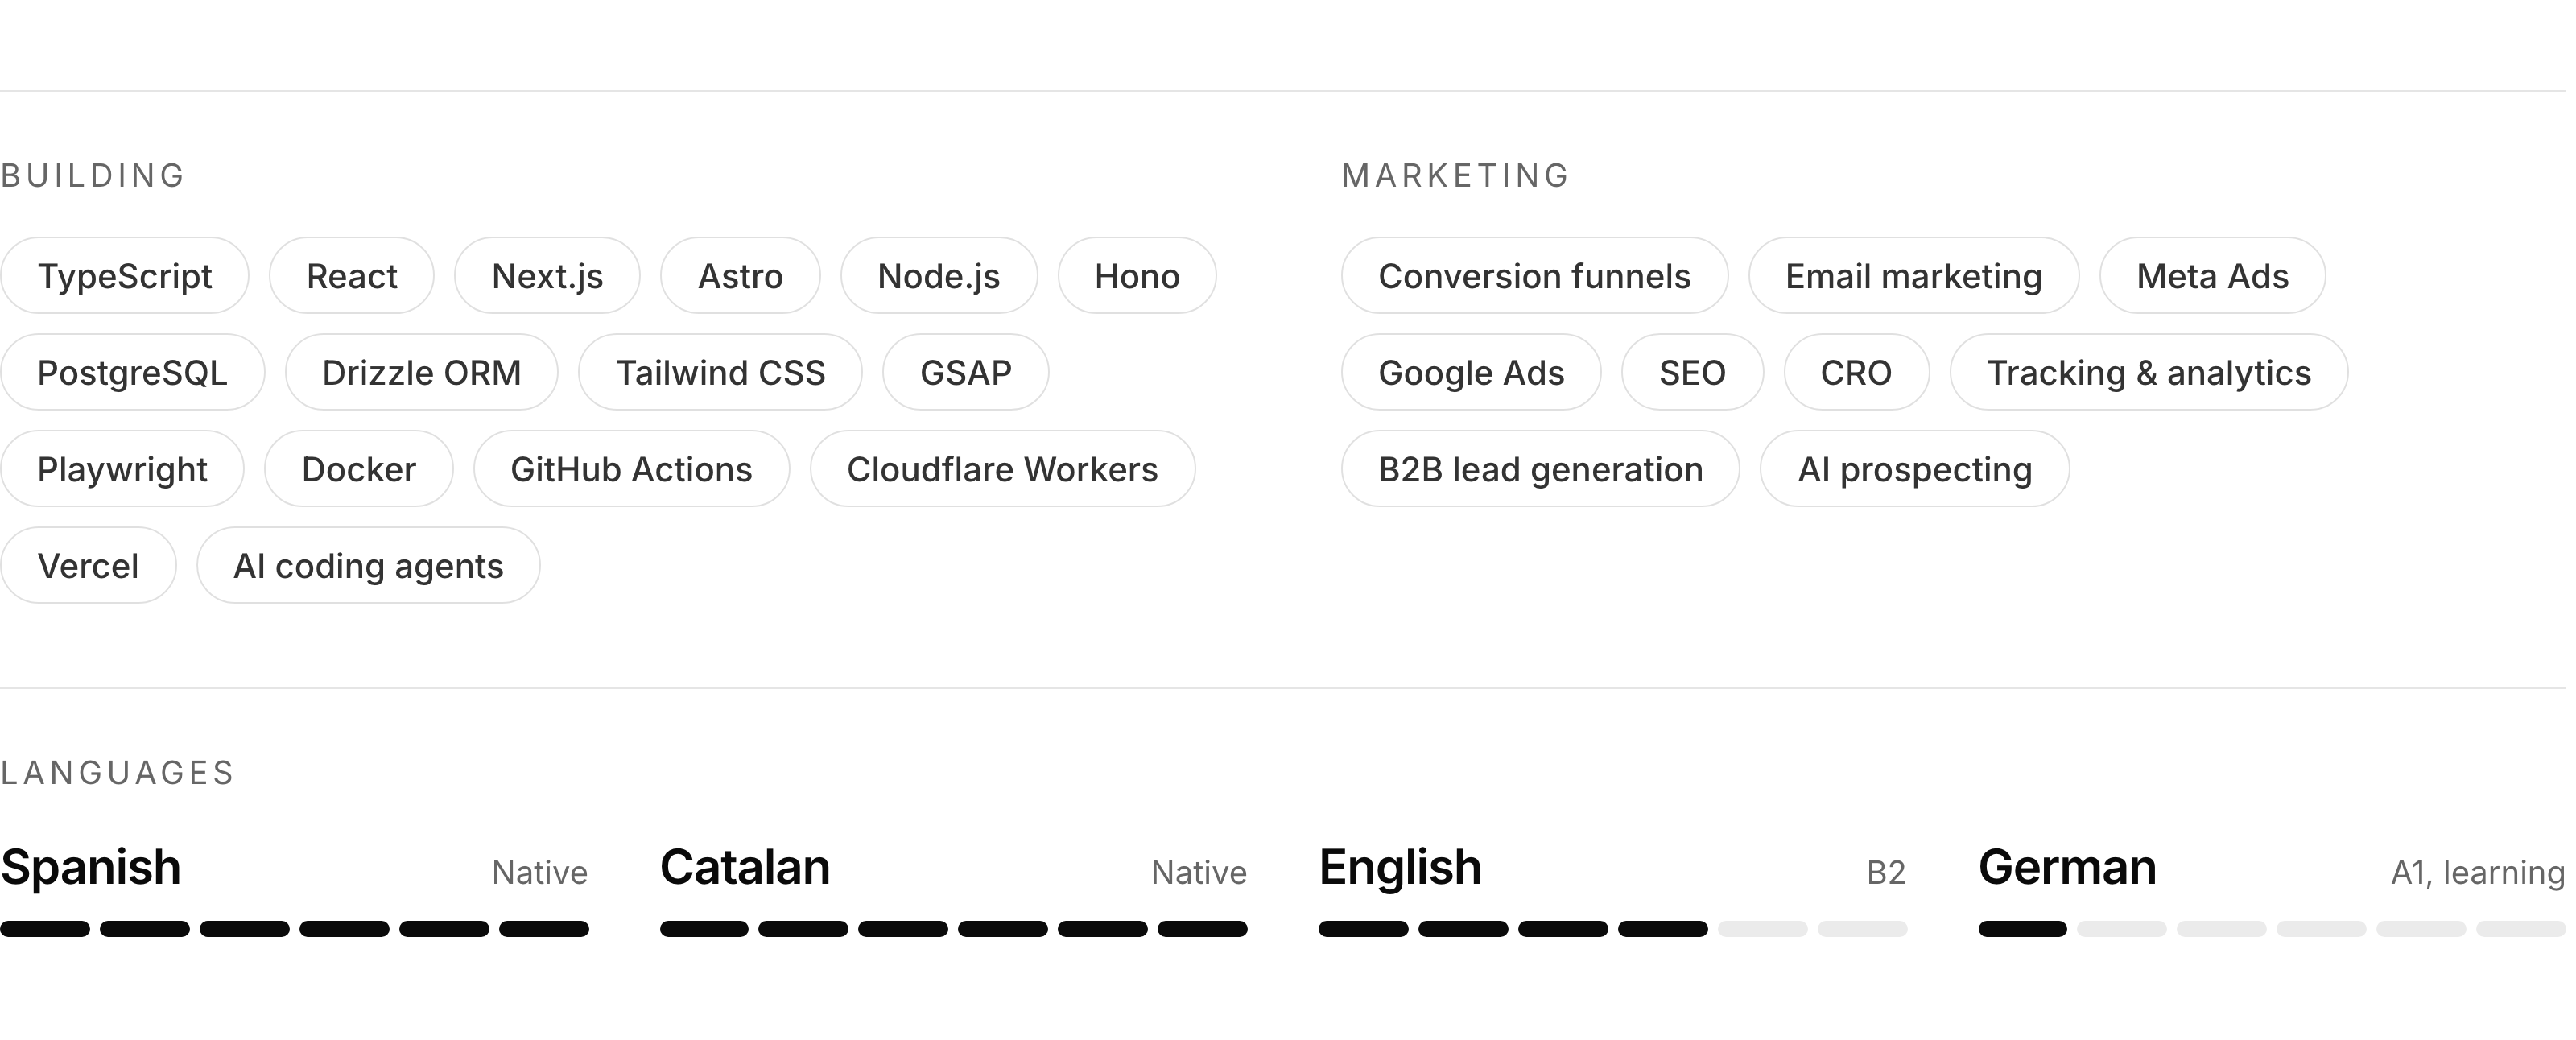 BUILDING
TypeScript React Next.js Astro Node.js Hono
PostgreSQL Drizzle ORM Tailwind CSS GSAP
Playwright Docker GitHub Actions Cloudflare Workers
Vercel AI coding agents
MARKETING
Conversion funnels Email marketing Meta Ads
Google Ads SEO CRO Tracking & analytics
B2B lead generation AI prospecting
LANGUAGES
Spanish Native
Catalan Native
English B2
German A1, learning